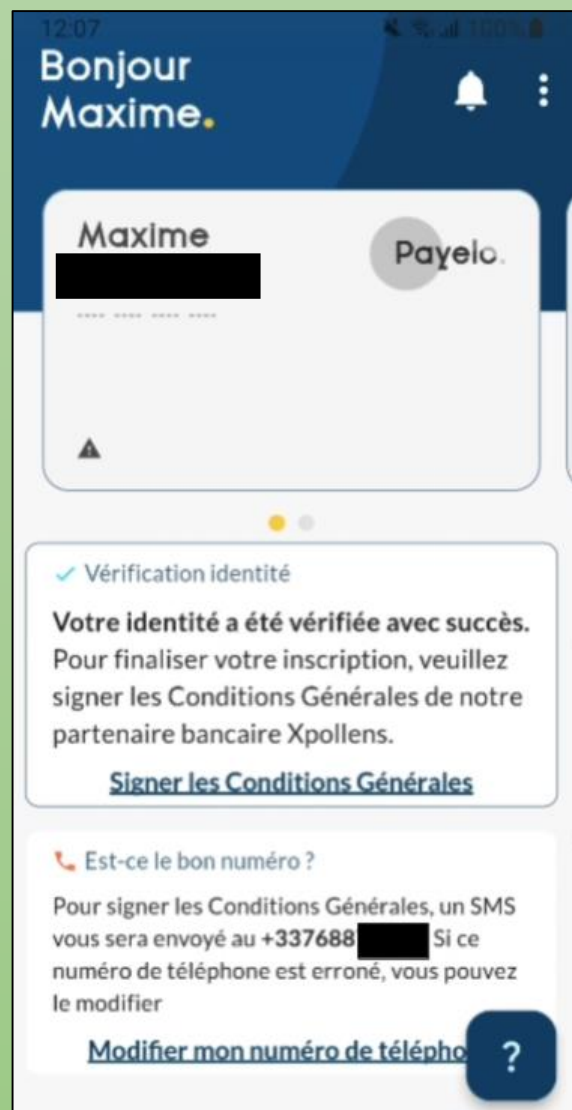 12:07
100%
Bonjour
Maxime.
Maxime
Payelo.
---- ---- ---- ----
Vérification identité
Votre identité a été vérifiée avec succès.
Pour finaliser votre inscription, veuillez
signer les Conditions Générales de notre
partenaire bancaire Xpollens.
Signer les Conditions Générales
Est-ce le bon numéro ?
Pour signer les Conditions Générales, un SMS
vous sera envoyé au +337688 Si ce
numéro de téléphone est erroné, vous pouvez
le modifier
Modifier mon numéro de télépho
?